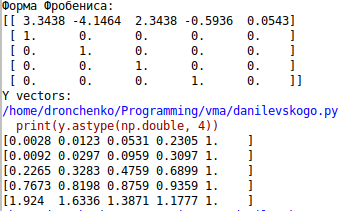 Форма Фробениса:
[[ 3.3438 -4.1464  2.3438 -0.5936  0.0543]
 [ 1.      0.      0.      0.      0.    ]
 [ 0.      1.      0.      0.      0.    ]
 [ 0.      0.      1.      0.      0.    ]
 [ 0.      0.      0.      1.      0.    ]]
Y vectors:
/home/dronchenko/Programming/vma/danilevskogo.py
  print(y.astype(np.double, 4))
[0.0028 0.0123 0.0531 0.2305 1.    ]
[0.0092 0.0297 0.0959 0.3097 1.    ]
[0.2265 0.3283 0.4759 0.6899 1.    ]
[0.7673 0.8198 0.8759 0.9359 1.    ]
[1.924  1.6336 1.3871 1.1777 1.    ]